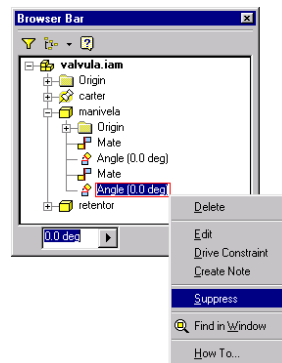 Browser Bar
valvula.iam
Origin
carter
manivela
Origin
Mate
Angle (0.0 deg)
Mate
Angle (0.0 deg)
retentor
0.0 deg
Delete
Edit
Drive Constraint
Create Note
Suppress
Find in Window
How To...